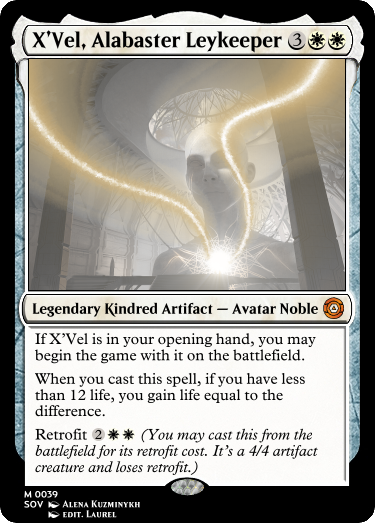 X'Vel, Alabaster Leykeeper 3
Legendary Kindred Artifact — Avatar Noble
If X'Vel is in your opening hand, you may
begin the game with it on the battlefield.
When you cast this spell, if you have less
than 12 life, you gain life equal to the
difference.
Retrofit 2 (You may cast this from the
battlefield for its retrofit cost. It's a 4/4 artifact
creature and loses retrofit.)
M 0039
SOV Alena Kuzminykh
edit. Laurel